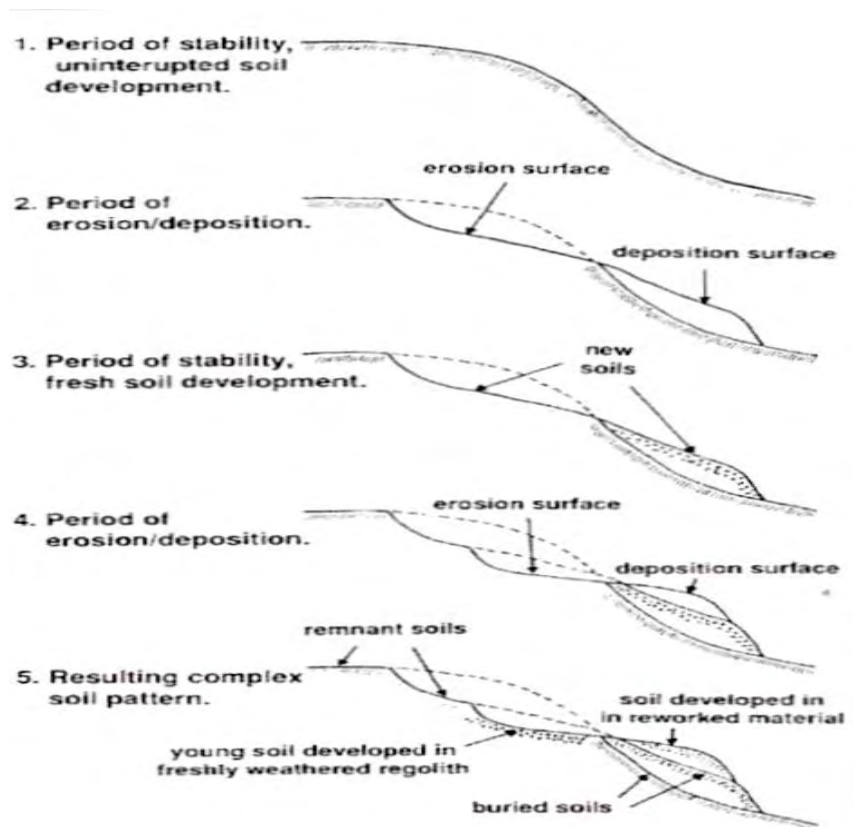 1. Period of stability,
uninterupted soil
development.
erosion surface
2. Period of
erosion/deposition.
deposition surface
3. Period of stability,
fresh soil development.
new
soils
4. Period of
erosion/deposition.
erosion surface
deposition surface
remnant soils
5. Resulting complex
soil pattern.
soil developed in
in reworked material
young soil developed in
freshly weathered regolith
buried soils